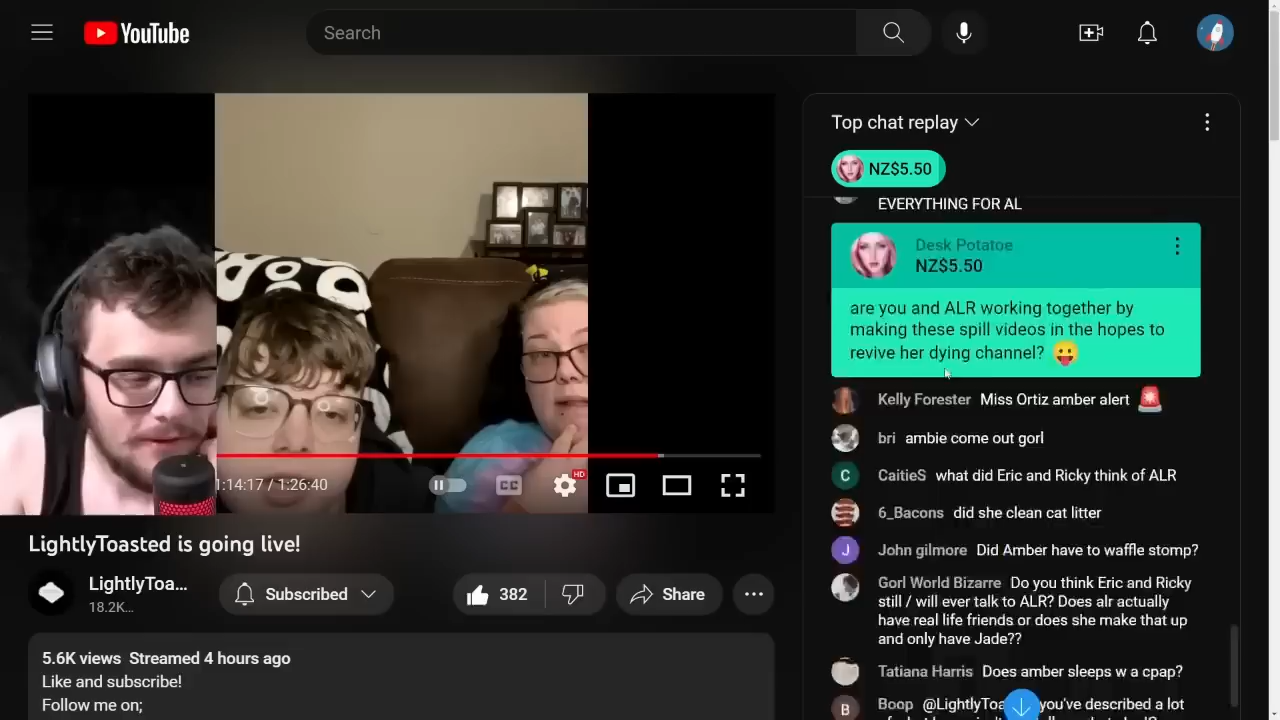 YouTube
Search
Top chat replay
NZ$5.50
EVERYTHING FOR AL
Desk Potatoe
NZ$5.50
are you and ALR working together by
making these spill videos in the hopes to
revive her dying channel?
Kelly Forester Miss Ortiz amber alert
bri ambie come out gorl
C CaitieS what did Eric and Ricky think of ALR
6_Bacons did she clean cat litter
J John gilmore Did Amber have to waffle stomp?
Gorl World Bizarre Do you think Eric and Ricky
still / will ever talk to ALR? Does alr actually
have real life friends or does she make that up
and only have Jade??
Tatiana Harris Does amber sleeps w a cpap?
B Boop @LightlyToa you've described a lot
1:14:17 / 1:26:40
CC
HD
LightlyToasted is going live!
LightlyToa...
18.2K...
Subscribed
382
Share
5.6K views Streamed 4 hours ago
Like and subscribe!
Follow me on;